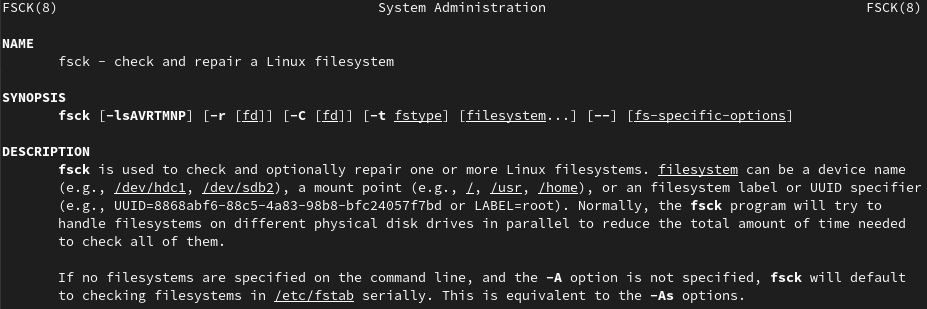 FSCK(8) System Administration FSCK(8)
NAME
fsck - check and repair a Linux filesystem
SYNOPSIS
fsck [-lsAVRTMNP] [-r [fd]] [-C [fd]] [-t fstype] [filesystem...] [--] [fs-specific-options]
DESCRIPTION
fsck is used to check and optionally repair one or more Linux filesystems. filesystem can be a device name
(e.g., /dev/hdc1, /dev/sdb2), a mount point (e.g., /, /usr, /home), or an filesystem label or UUID specifier
(e.g., UUID=8868abf6-88c5-4a83-98b8-bfc24057f7bd or LABEL=root). Normally, the fsck program will try to
handle filesystems on different physical disk drives in parallel to reduce the total amount of time needed
to check all of them.
If no filesystems are specified on the command line, and the -A option is not specified, fsck will default
to checking filesystems in /etc/fstab serially. This is equivalent to the -As options.